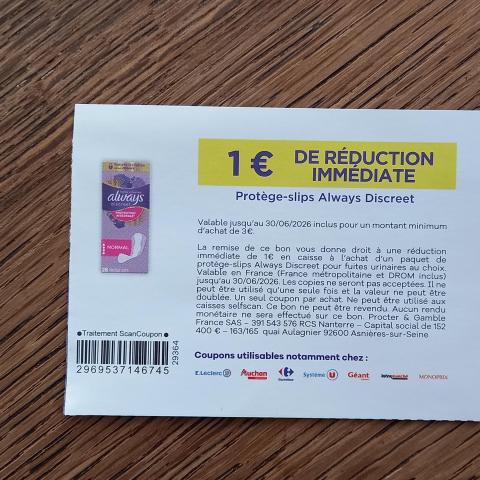 1 € DE RÉDUCTION
IMMÉDIATE
Protège-slips Always Discreet
always
DISCREET
NORMAL
Valable jusqu'au 30/06/2026 inclus pour un montant minimum
d'achat de 3€.
La remise de ce bon vous donne droit à une réduction
immédiate de 1€ en caisse à l'achat d'un paquet de
protège-slips Always Discreet pour fuites urinaires au choix.
Valable en France (France métropolitaine et DROM inclus)
jusqu'au 30/06/2026. Les copies ne seront pas acceptées. Il ne
peut être utilisé qu'une seule fois et la valeur ne peut être
doublée. Un seul coupon par achat. Ne peut être utilisé aux
caisses selfscan. Ce bon ne peut être revendu. Aucun rendu
monétaire ne sera effectué sur ce bon. Procter & Gamble
France SAS – 391 543 576 RCS Nanterre – Capital social de 152
400 € – 163/165 quai Aulagnier 92600 Asnières-sur-Seine
•Traitement ScanCoupon•
29364
2969537146745
Coupons utilisables notamment chez :
E.Leclerc Auchan Carrefour Système U Géant Intermarché MONOPRIX